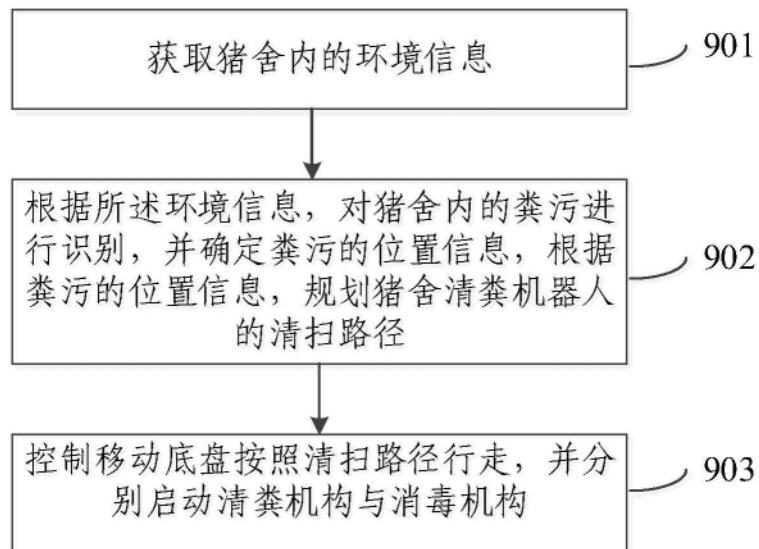 获取猪舍内的环境信息
901
根据所述环境信息，对猪舍内的粪污进
行识别，并确定粪污的位置信息，根据
粪污的位置信息，规划猪舍清粪机器人
的清扫路径
902
控制移动底盘按照清扫路径行走，并分
别启动清粪机构与消毒机构
903